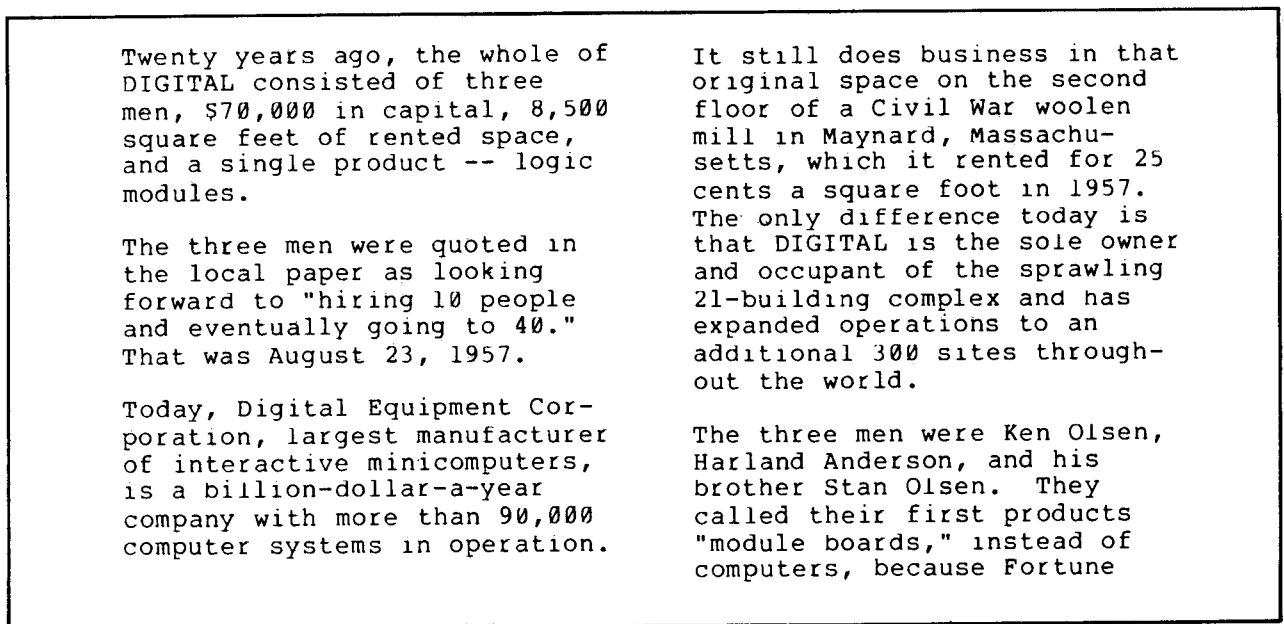 Twenty years ago, the whole of
DIGITAL consisted of three
men, $70,000 in capital, 8,500
square feet of rented space,
and a single product -- logic
modules.
The three men were quoted in
the local paper as looking
forward to "hiring 10 people
and eventually going to 40."
That was August 23, 1957.
Today, Digital Equipment Cor-
poration, largest manufacturer
of interactive minicomputers,
is a billion-dollar-a-year
company with more than 90,000
computer systems in operation.
It still does business in that
original space on the second
floor of a Civil War woolen
mill in Maynard, Massachu-
setts, which it rented for 25
cents a square foot in 1957.
The only difference today is
that DIGITAL is the sole owner
and occupant of the sprawling
21-building complex and has
expanded operations to an
additional 300 sites through-
out the world.
The three men were Ken Olsen,
Harland Anderson, and his
brother Stan Olsen.  They
called their first products
"module boards," instead of
computers, because Fortune